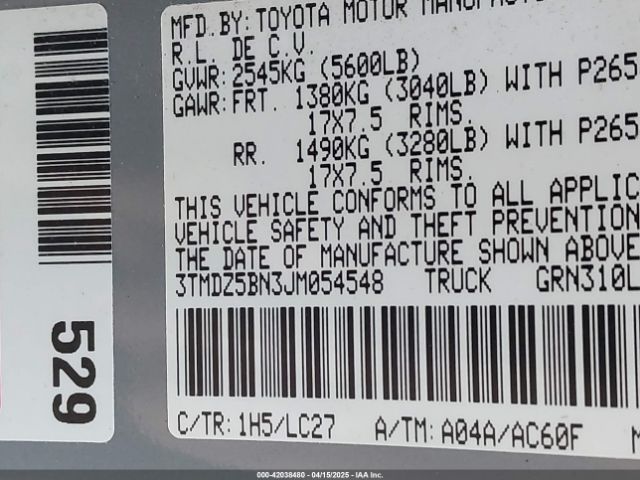 MFD.BY:TOYOTA MOTOR
R.L. DE C.V.
GVWR:2545KG (5600LB)
GAWR:FRT. 1380KG (3040LB) WITH P265
17X7.5 RIMS.
RR. 1490KG (3280LB) WITH P265
17X7.5 RIMS.
THIS VEHICLE CONFORMS TO ALL APPLIC
VEHICLE SAFETY AND THEFT PREVENTION
THE DATE OF MANUFACTURE SHOWN ABOVE
3TMDZ5BN3JM054548 TRUCK GRN310L
C/TR:1H5/LC27 A/TM:A04A/AC60F M
529
000-42038480 - 04/15/2025 - IAAI, Inc.